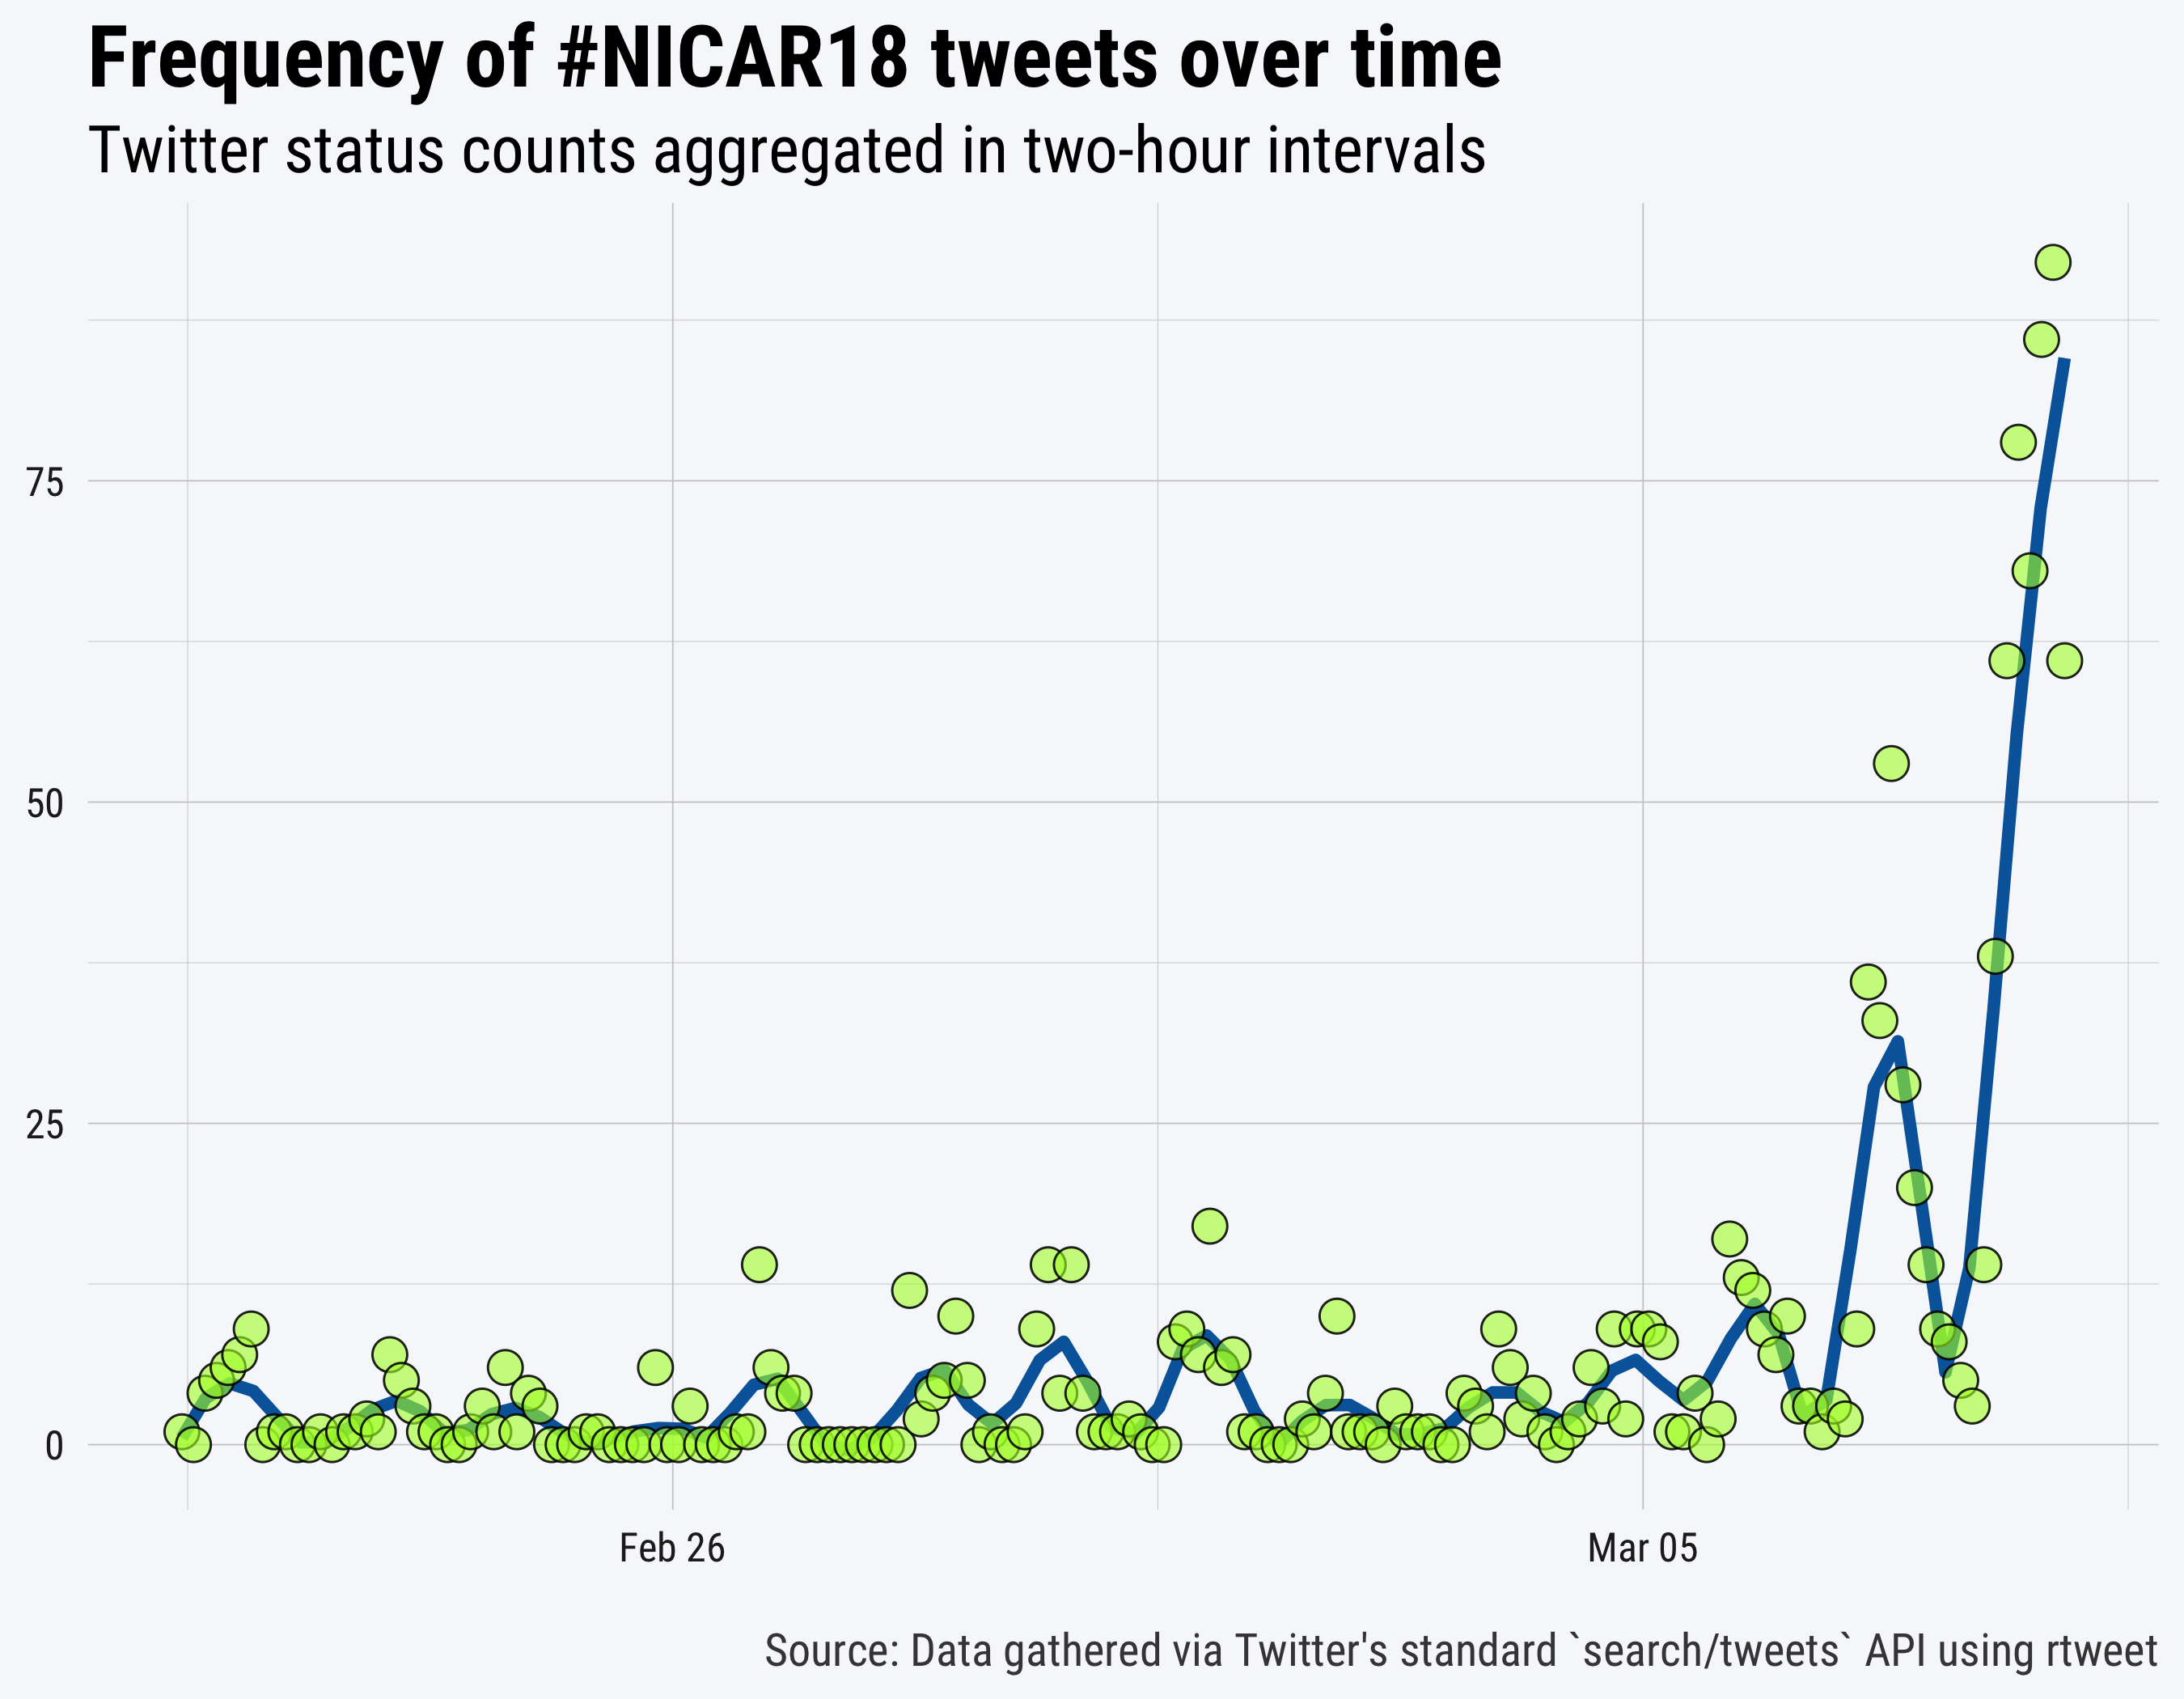 Frequency of #NICAR18 tweets over time
Twitter status counts aggregated in two-hour intervals
75
50
25
0
Feb 26 Mar 05
Source: Data gathered via Twitter's standard `search/tweets` API using rtweet